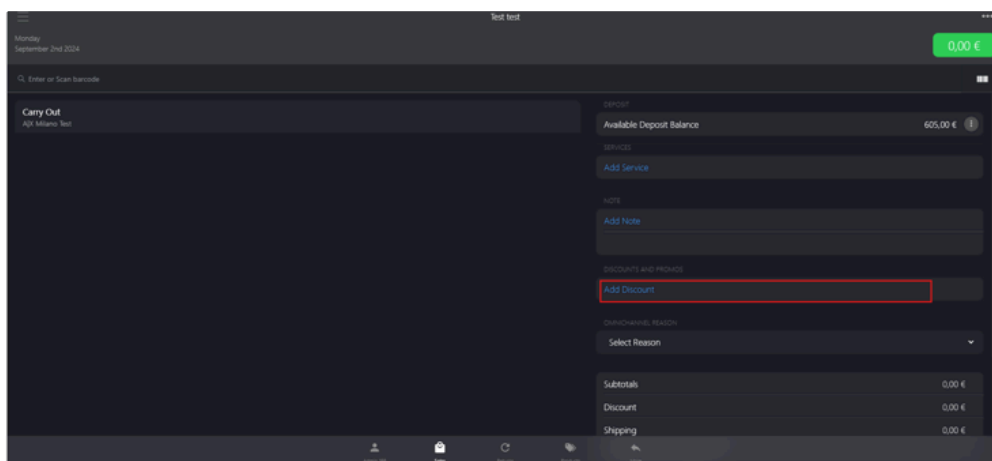 Test test
Monday
September 2nd 2024
0,00 €
Enter or Scan barcode
Carry Out
AJX Milano Test
DEPOSIT
Available Deposit Balance 605,00 €
SERVICES
Add Service
NOTE
Add Note
DISCOUNTS AND PROMOS
Add Discount
OMNICHANNEL REASON
Select Reason
Subtotals 0,00 €
Discount 0,00 €
Shipping 0,00 €